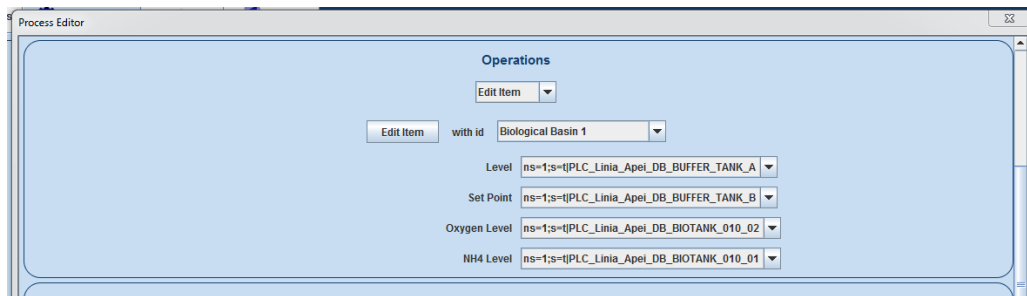 Process Editor
Operations
Edit Item
Edit Item with id Biological Basin 1
Level ns=1;s=t|PLC_Linia_Apei_DB_BUFFER_TANK_A
Set Point ns=1;s=t|PLC_Linia_Apei_DB_BUFFER_TANK_B
Oxygen Level ns=1;s=t|PLC_Linia_Apei_DB_BIOTANK_010_02
NH4 Level ns=1;s=t|PLC_Linia_Apei_DB_BIOTANK_010_01